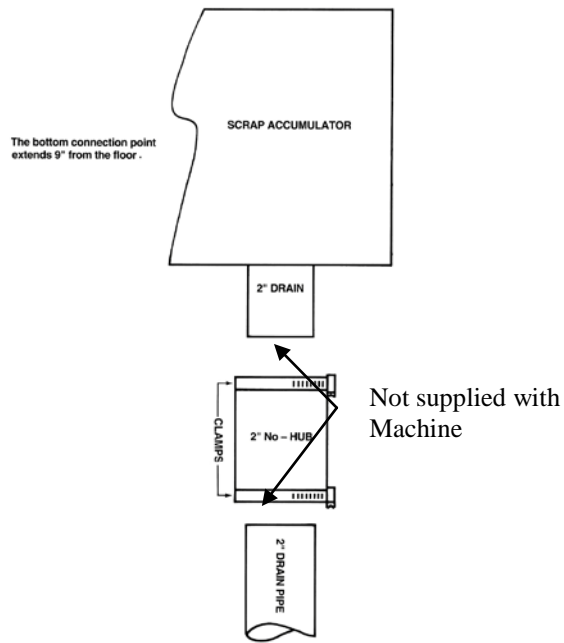 SCRAP ACCUMULATOR
The bottom connection point
extends 9" from the floor .
2" DRAIN
CLAMPS
2" No – HUB
Not supplied with
Machine
2" DRAIN PIPE